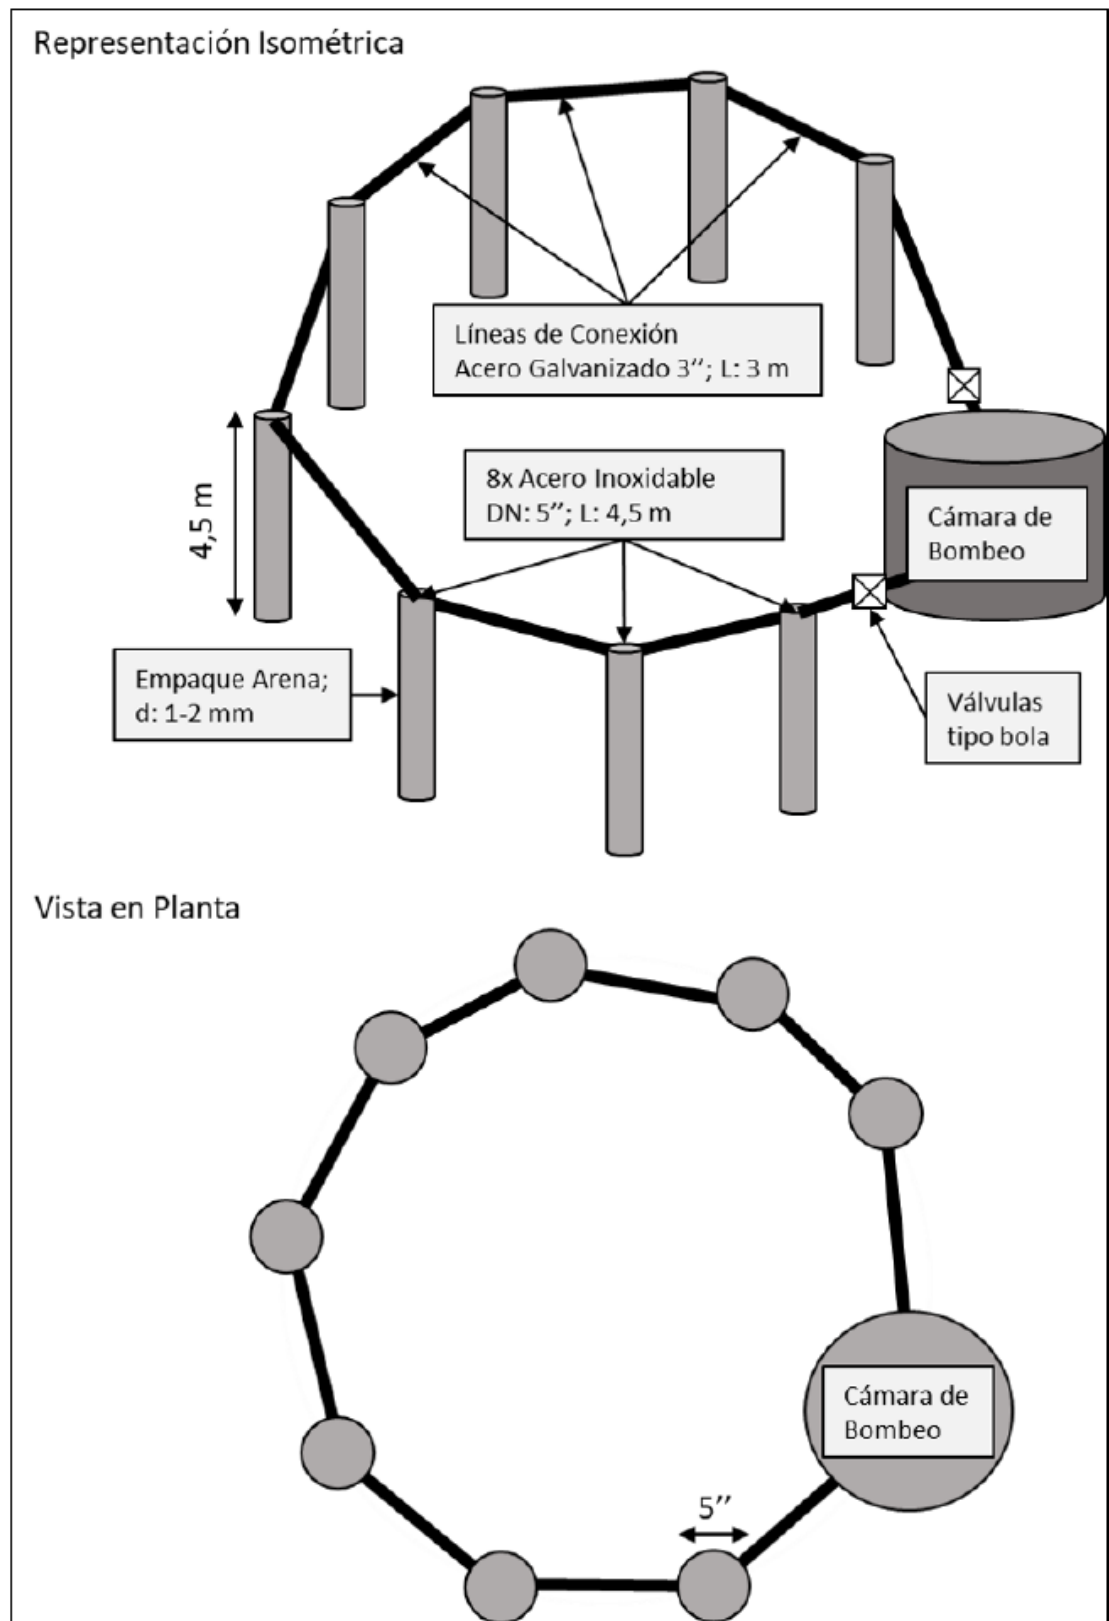 Representación Isométrica
Líneas de Conexión
Acero Galvanizado 3’’; L: 3 m
8x Acero Inoxidable
DN: 5’’; L: 4,5 m
4,5 m
Cámara de
Bombeo
Empaque Arena;
d: 1-2 mm
Válvulas
tipo bola
Vista en Planta
Cámara de
Bombeo
5’’